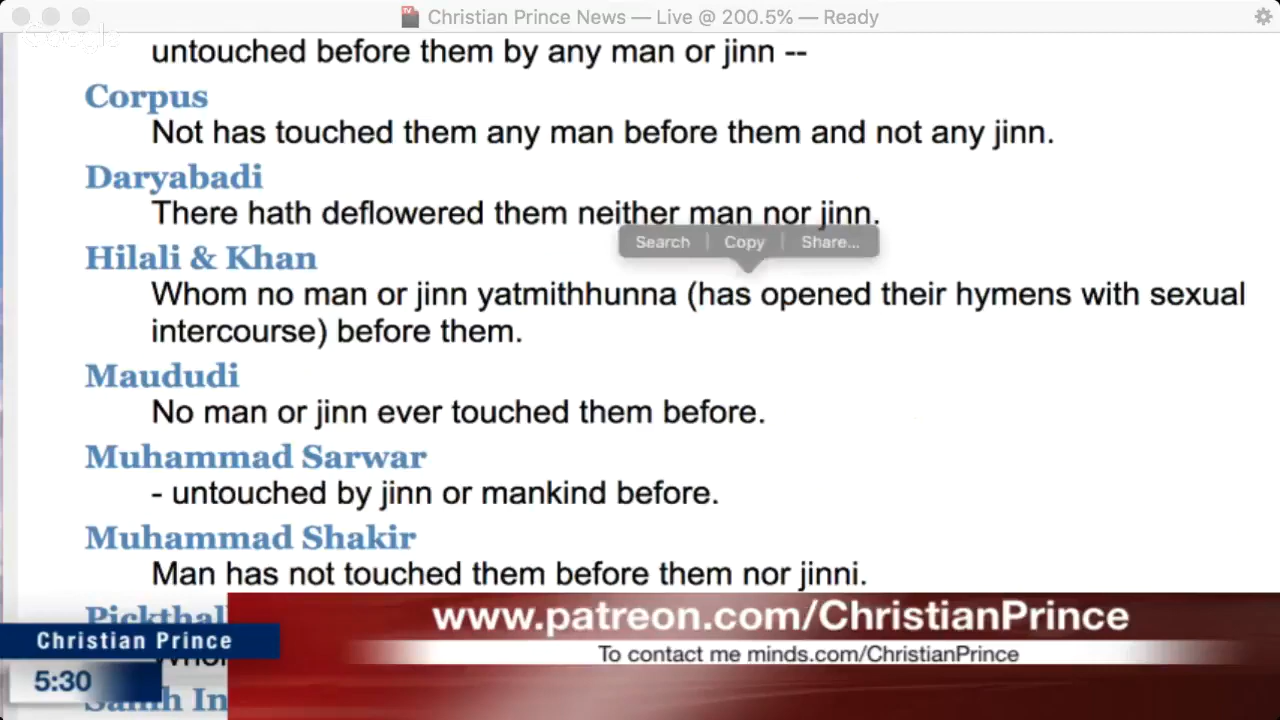 Christian Prince News — Live @ 200.5% — Ready
Google
untouched before them by any man or jinn --
Corpus
Not has touched them any man before them and not any jinn.
Daryabadi
There hath deflowered them neither man nor jinn.
Search Copy Share...
Hilali & Khan
Whom no man or jinn yatmithhunna (has opened their hymens with sexual
intercourse) before them.
Maududi
No man or jinn ever touched them before.
Muhammad Sarwar
- untouched by jinn or mankind before.
Muhammad Shakir
Man has not touched them before them nor jinni.
Pickthall
www.patreon.com/ChristianPrince
Christian Prince
To contact me minds.com/ChristianPrince
5:30